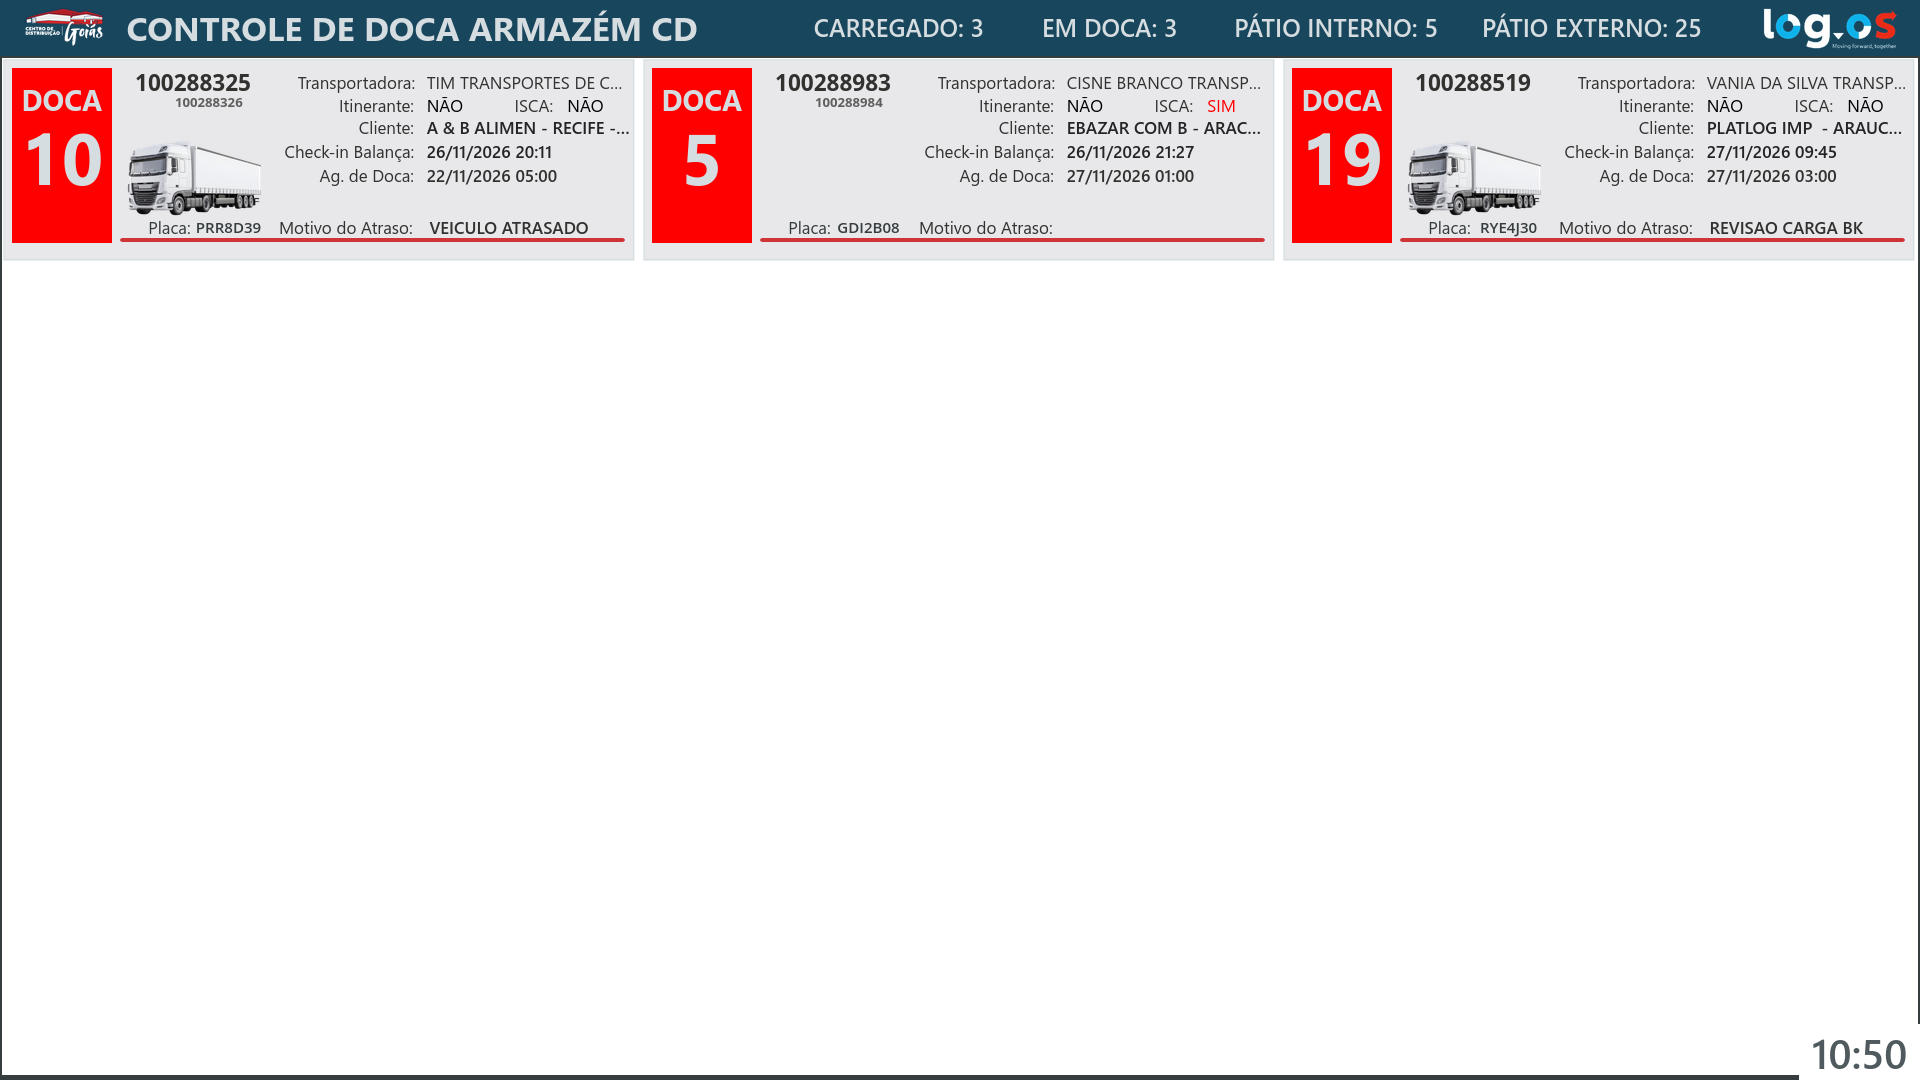 CENTRO DE DISTRIBUIÇÃO Goiás
CONTROLE DE DOCA ARMAZÉM CD
CARREGADO: 3
EM DOCA: 3
PÁTIO INTERNO: 5
PÁTIO EXTERNO: 25
log.os
Moving forward, together
DOCA
10
100288325
100288326
Transportadora: TIM TRANSPORTES DE C...
Itinerante: NÃO ISCA: NÃO
Cliente: A & B ALIMEN - RECIFE -...
Check-in Balança: 26/11/2026 20:11
Ag. de Doca: 22/11/2026 05:00
Placa: PRR8D39 Motivo do Atraso: VEICULO ATRASADO
DOCA
5
100288983
100288984
Transportadora: CISNE BRANCO TRANSP...
Itinerante: NÃO ISCA: SIM
Cliente: EBAZAR COM B - ARAC...
Check-in Balança: 26/11/2026 21:27
Ag. de Doca: 27/11/2026 01:00
Placa: GDI2B08 Motivo do Atraso:
DOCA
19
100288519
Transportadora: VANIA DA SILVA TRANSP...
Itinerante: NÃO ISCA: NÃO
Cliente: PLATLOG IMP - ARAUC...
Check-in Balança: 27/11/2026 09:45
Ag. de Doca: 27/11/2026 03:00
Placa: RYE4J30 Motivo do Atraso: REVISAO CARGA BK
10:50